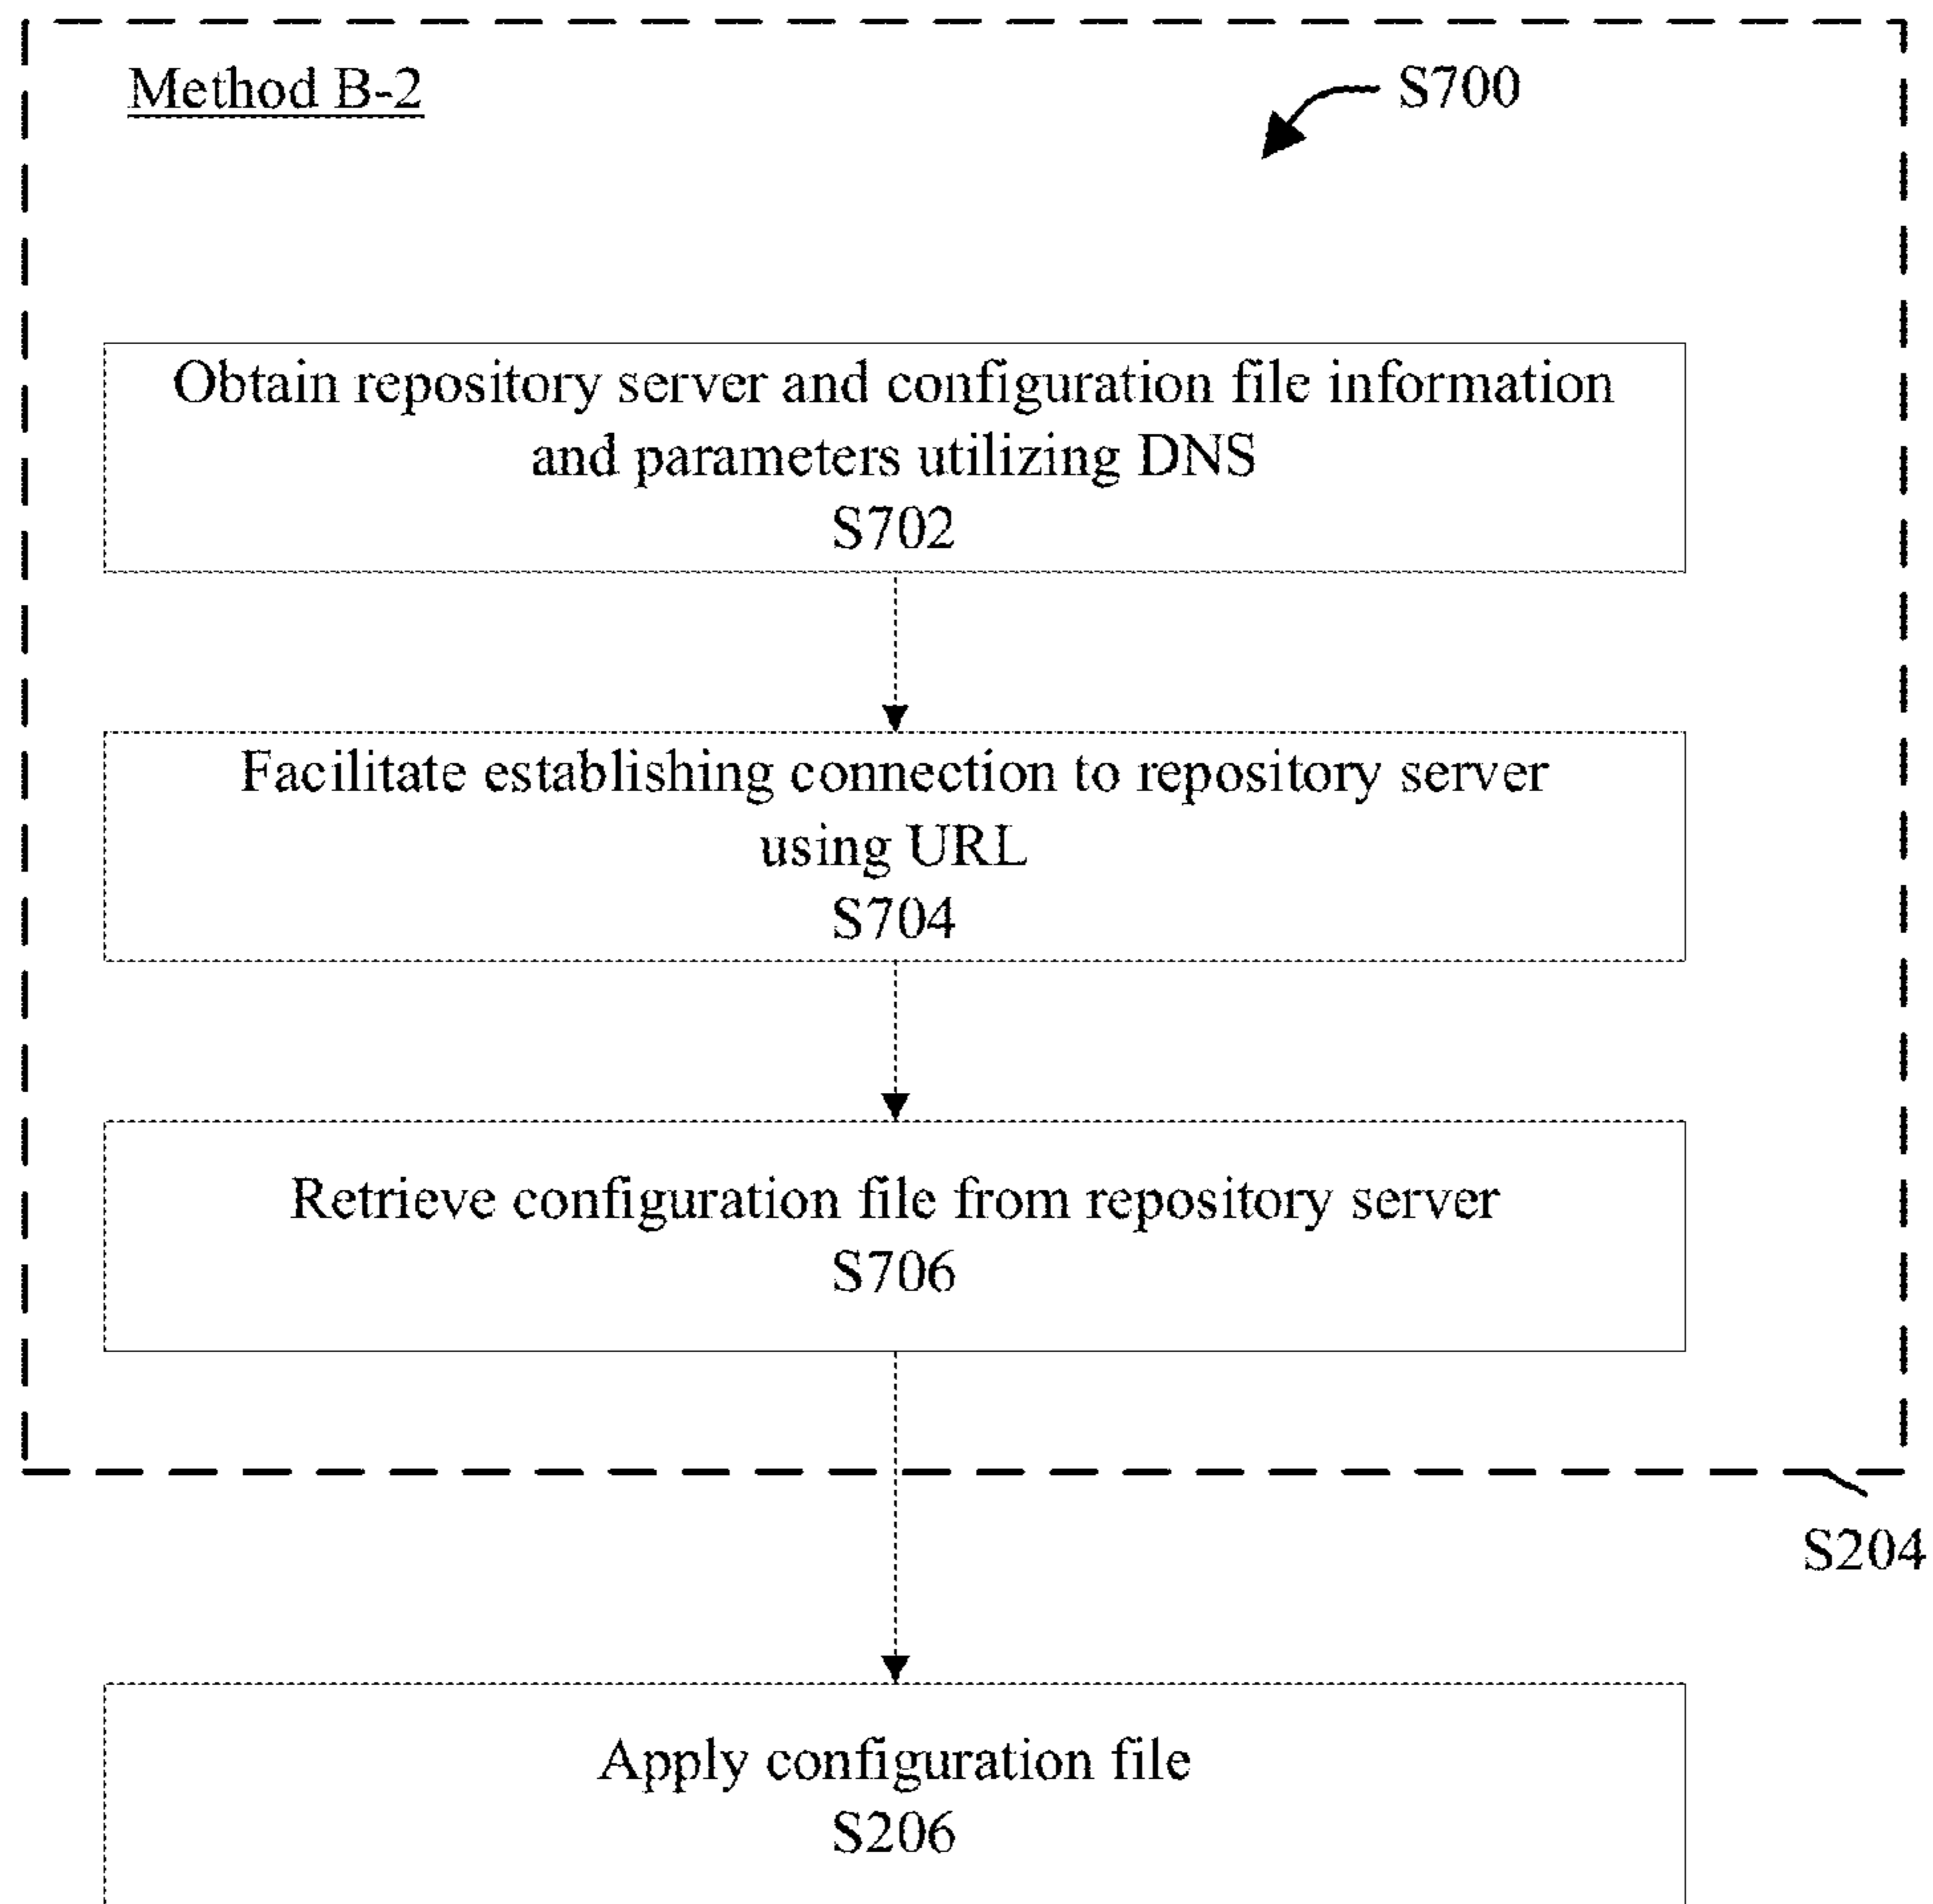 Method B-2
S700
Obtain repository server and configuration file information
and parameters utilizing DNS
S702
Facilitate establishing connection to repository server
using URL
S704
Retrieve configuration file from repository server
S706
S204
Apply configuration file
S206